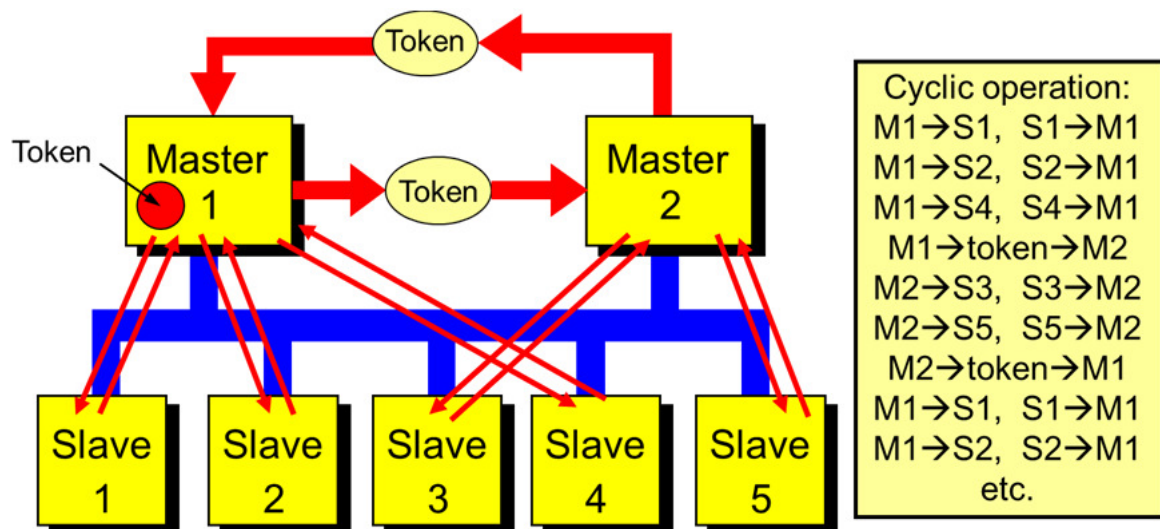 Token
Token
Master
1
Token
Master
2
Slave
1
Slave
2
Slave
3
Slave
4
Slave
5
Cyclic operation:
M1→S1, S1→M1
M1→S2, S2→M1
M1→S4, S4→M1
M1→token→M2
M2→S3, S3→M2
M2→S5, S5→M2
M2→token→M1
M1→S1, S1→M1
M1→S2, S2→M1
etc.